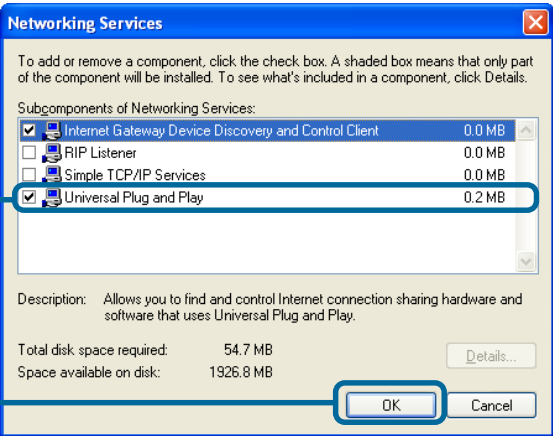 Networking Services
To add or remove a component, click the check box. A shaded box means that only part
of the component will be installed. To see what's included in a component, click Details.
Subcomponents of Networking Services:
Internet Gateway Device Discovery and Control Client 0.0 MB
RIP Listener 0.0 MB
Simple TCP/IP Services 0.0 MB
Universal Plug and Play 0.2 MB
Description: Allows you to find and control Internet connection sharing hardware and
software that uses Universal Plug and Play.
Total disk space required: 54.7 MB
Details...
Space available on disk: 1926.8 MB
OK Cancel